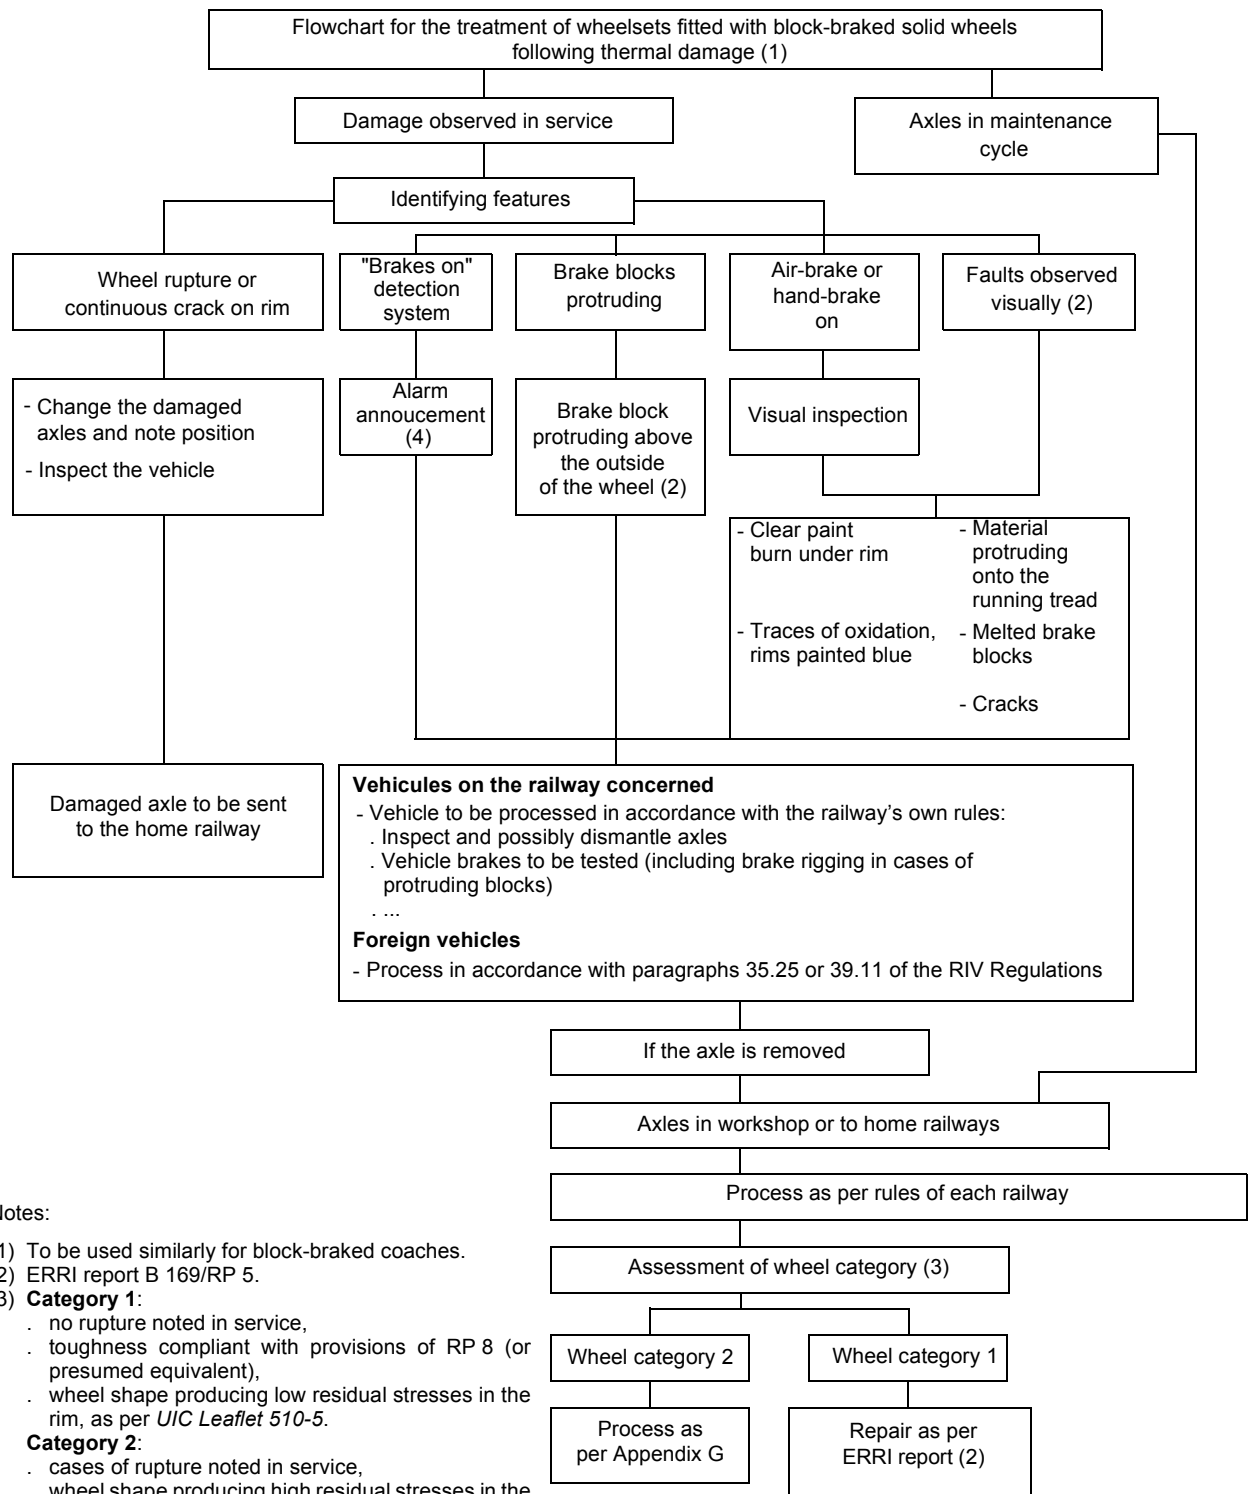 Flowchart for the treatment of wheelsets fitted with block-braked solid wheels
following thermal damage (1)
Damage observed in service
Axles in maintenance
cycle
Identifying features
Wheel rupture or
continuous crack on rim
"Brakes on"
detection
system
Brake blocks
protruding
Air-brake or
hand-brake
on
Faults observed
visually (2)
- Change the damaged
axles and note position
- Inspect the vehicle
Alarm
annoucement
(4)
Brake block
protruding above
the outside
of the wheel (2)
Visual inspection
- Clear paint
burn under rim
- Traces of oxidation,
rims painted blue
- Material
protruding
onto the
running tread
- Melted brake
blocks
- Cracks
Damaged axle to be sent
to the home railway
Vehicules on the railway concerned
- Vehicle to be processed in accordance with the railway's own rules:
. Inspect and possibly dismantle axles
. Vehicle brakes to be tested (including brake rigging in cases of
protruding blocks)
. ...
Foreign vehicles
- Process in accordance with paragraphs 35.25 or 39.11 of the RIV Regulations
If the axle is removed
Axles in workshop or to home railways
Process as per rules of each railway
Assessment of wheel category (3)
Wheel category 2
Wheel category 1
Process as
per Appendix G
Repair as per
ERRI report (2)
Notes:
1) To be used similarly for block-braked coaches.
2) ERRI report B 169/RP 5.
3) Category 1:
. no rupture noted in service,
. toughness compliant with provisions of RP 8 (or
presumed equivalent),
. wheel shape producing low residual stresses in the
rim, as per UIC Leaflet 510-5.
Category 2:
. cases of rupture noted in service,
wheel shape producing high residual stresses in the